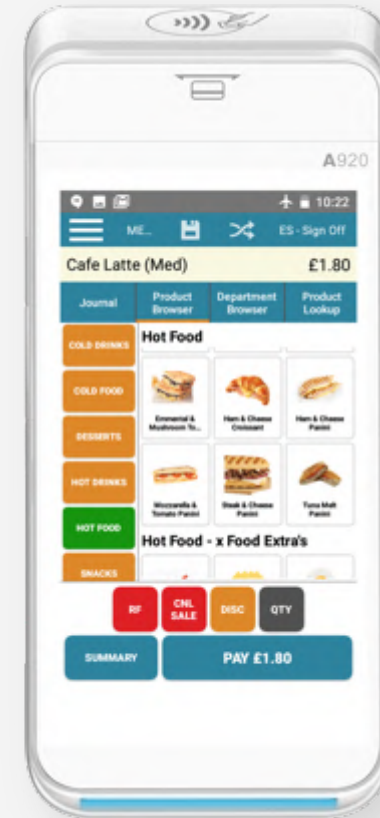 A920
10:22
ME... ES - Sign Off
Cafe Latte (Med) £1.80
Journal Product Browser Department Browser Product Lookup
COLD DRINKS
Hot Food
COLD FOOD
Emmental & Mushroom To...
Ham & Cheese Croissant
Ham & Cheese Panini
DESSERTS
HOT DRINKS
Mozzarella & Tomato Panini
Steak & Cheese Panini
Tuna Melt Panini
HOT FOOD
Hot Food - x Food Extra's
SNACKS
RF
CNL SALE
DISC
QTY
SUMMARY
PAY £1.80